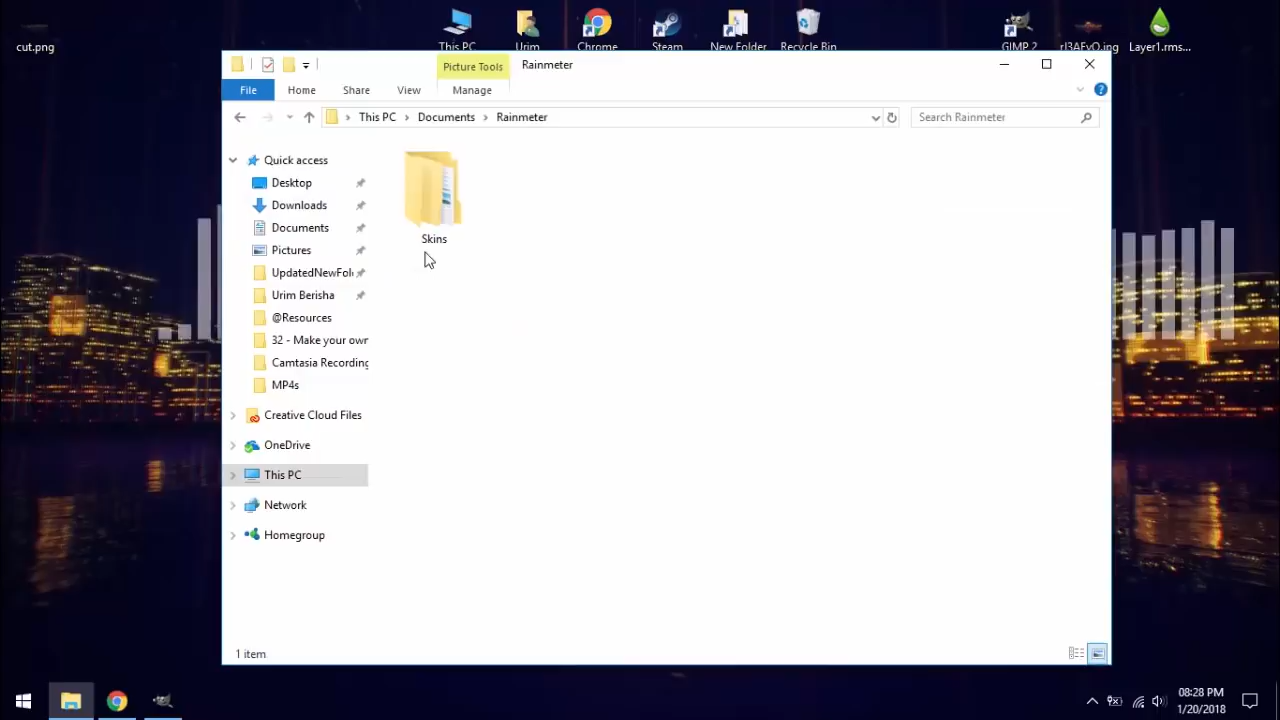 cut.png
This PC
Urim
Chrome
Steam
New Folder
Recycle Bin
GIMP 2
Layer1.rms...
Picture Tools
Rainmeter
File
Home
Share
View
Manage
This PC
Documents
Rainmeter
Search Rainmeter
Quick access
Desktop
Downloads
Documents
Pictures
UpdatedNewFol
Urim Berisha
@Resources
32 - Make your own
Camtasia Recording
MP4s
Creative Cloud Files
OneDrive
This PC
Network
Homegroup
Skins
1 item
08:28 PM
1/20/2018